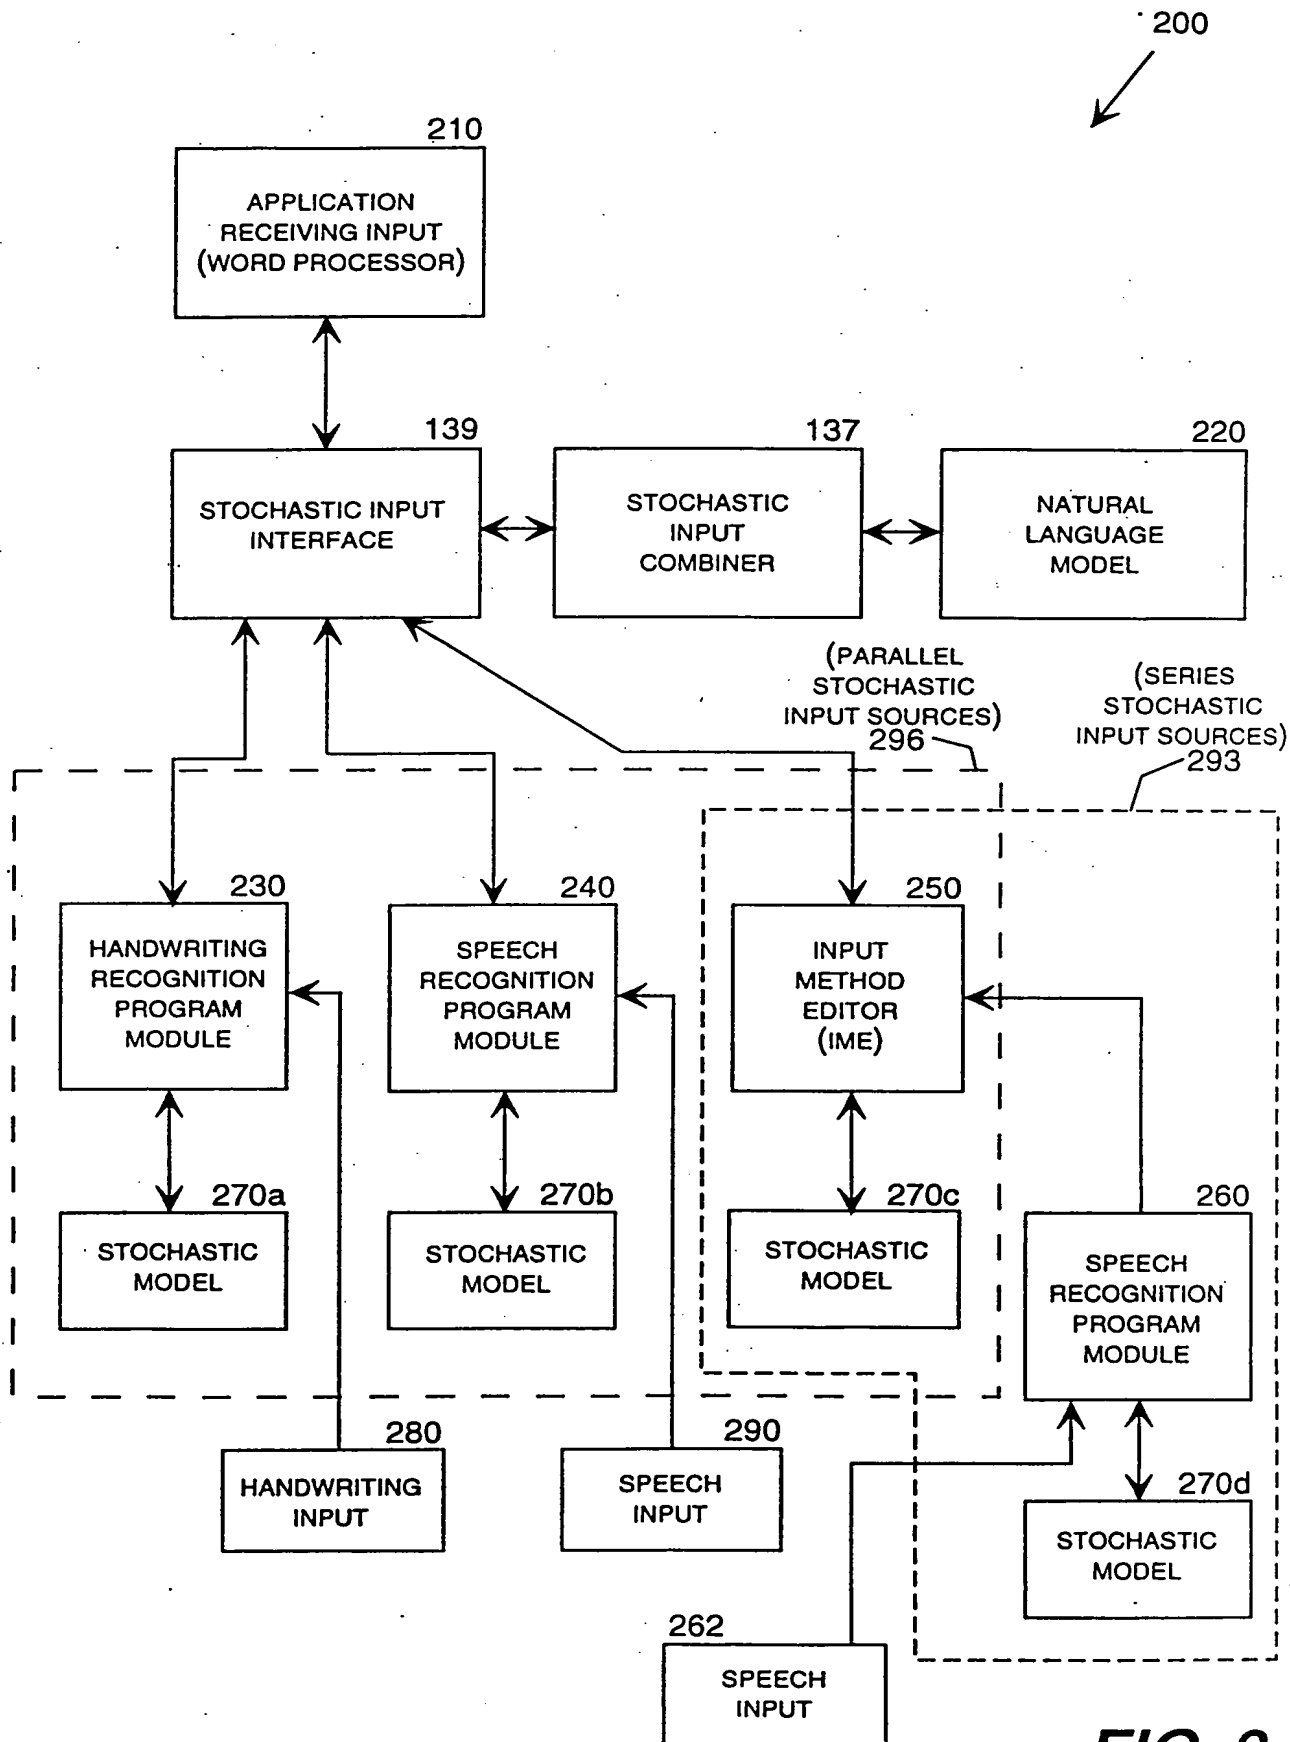 200
210
APPLICATION
RECEIVING INPUT
(WORD PROCESSOR)
139
STOCHASTIC INPUT
INTERFACE
137
STOCHASTIC
INPUT
COMBINER
220
NATURAL
LANGUAGE
MODEL
(PARALLEL
STOCHASTIC
INPUT SOURCES)
296
(SERIES
STOCHASTIC
INPUT SOURCES)
293
230
HANDWRITING
RECOGNITION
PROGRAM
MODULE
240
SPEECH
RECOGNITION
PROGRAM
MODULE
250
INPUT
METHOD
EDITOR
(IME)
270a
STOCHASTIC
MODEL
270b
STOCHASTIC
MODEL
270c
STOCHASTIC
MODEL
260
SPEECH
RECOGNITION
PROGRAM
MODULE
280
HANDWRITING
INPUT
290
SPEECH
INPUT
270d
STOCHASTIC
MODEL
262
SPEECH
INPUT
FIG.